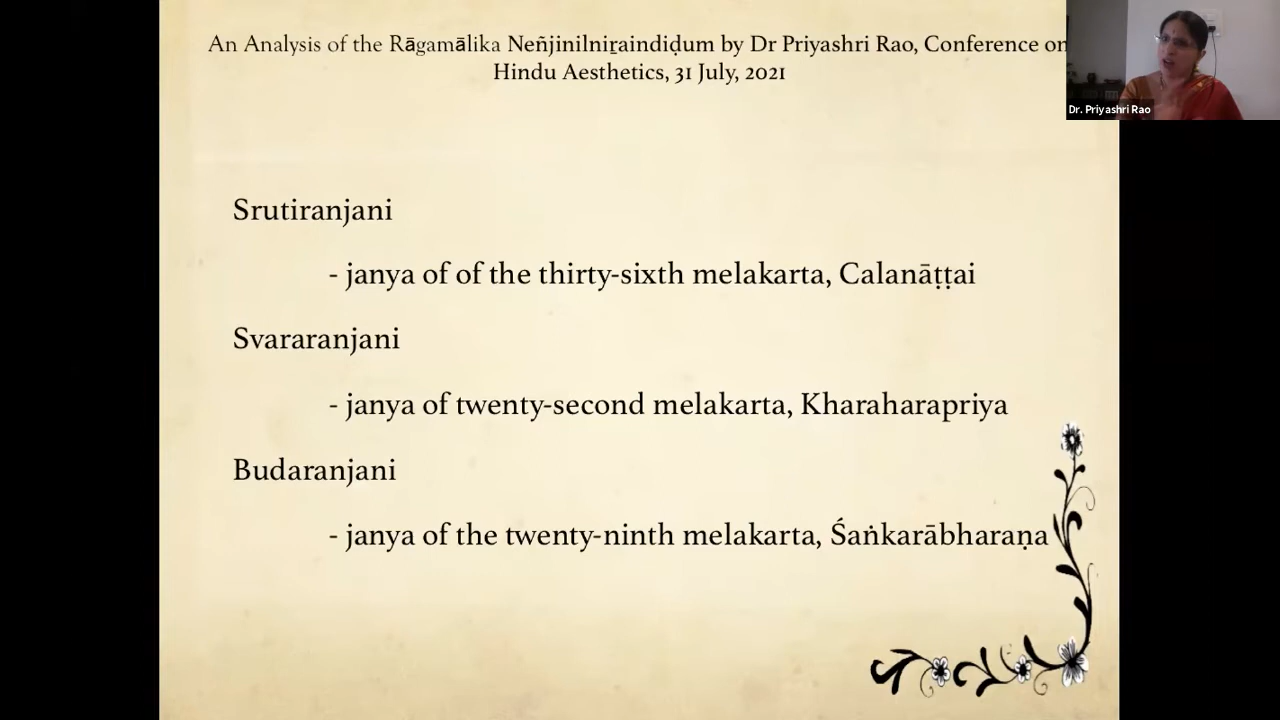 An Analysis of the Rāgamālika Neñjinilniṟaindiḍum by Dr Priyashri Rao, Conference on
Hindu Aesthetics, 31 July, 2021
Dr. Priyashri Rao
Srutiranjani
- janya of of the thirty-sixth melakarta, Calanāṭṭai
Svararanjani
- janya of twenty-second melakarta, Kharaharapriya
Budaranjani
- janya of the twenty-ninth melakarta, Śaṅkarābharaṇa